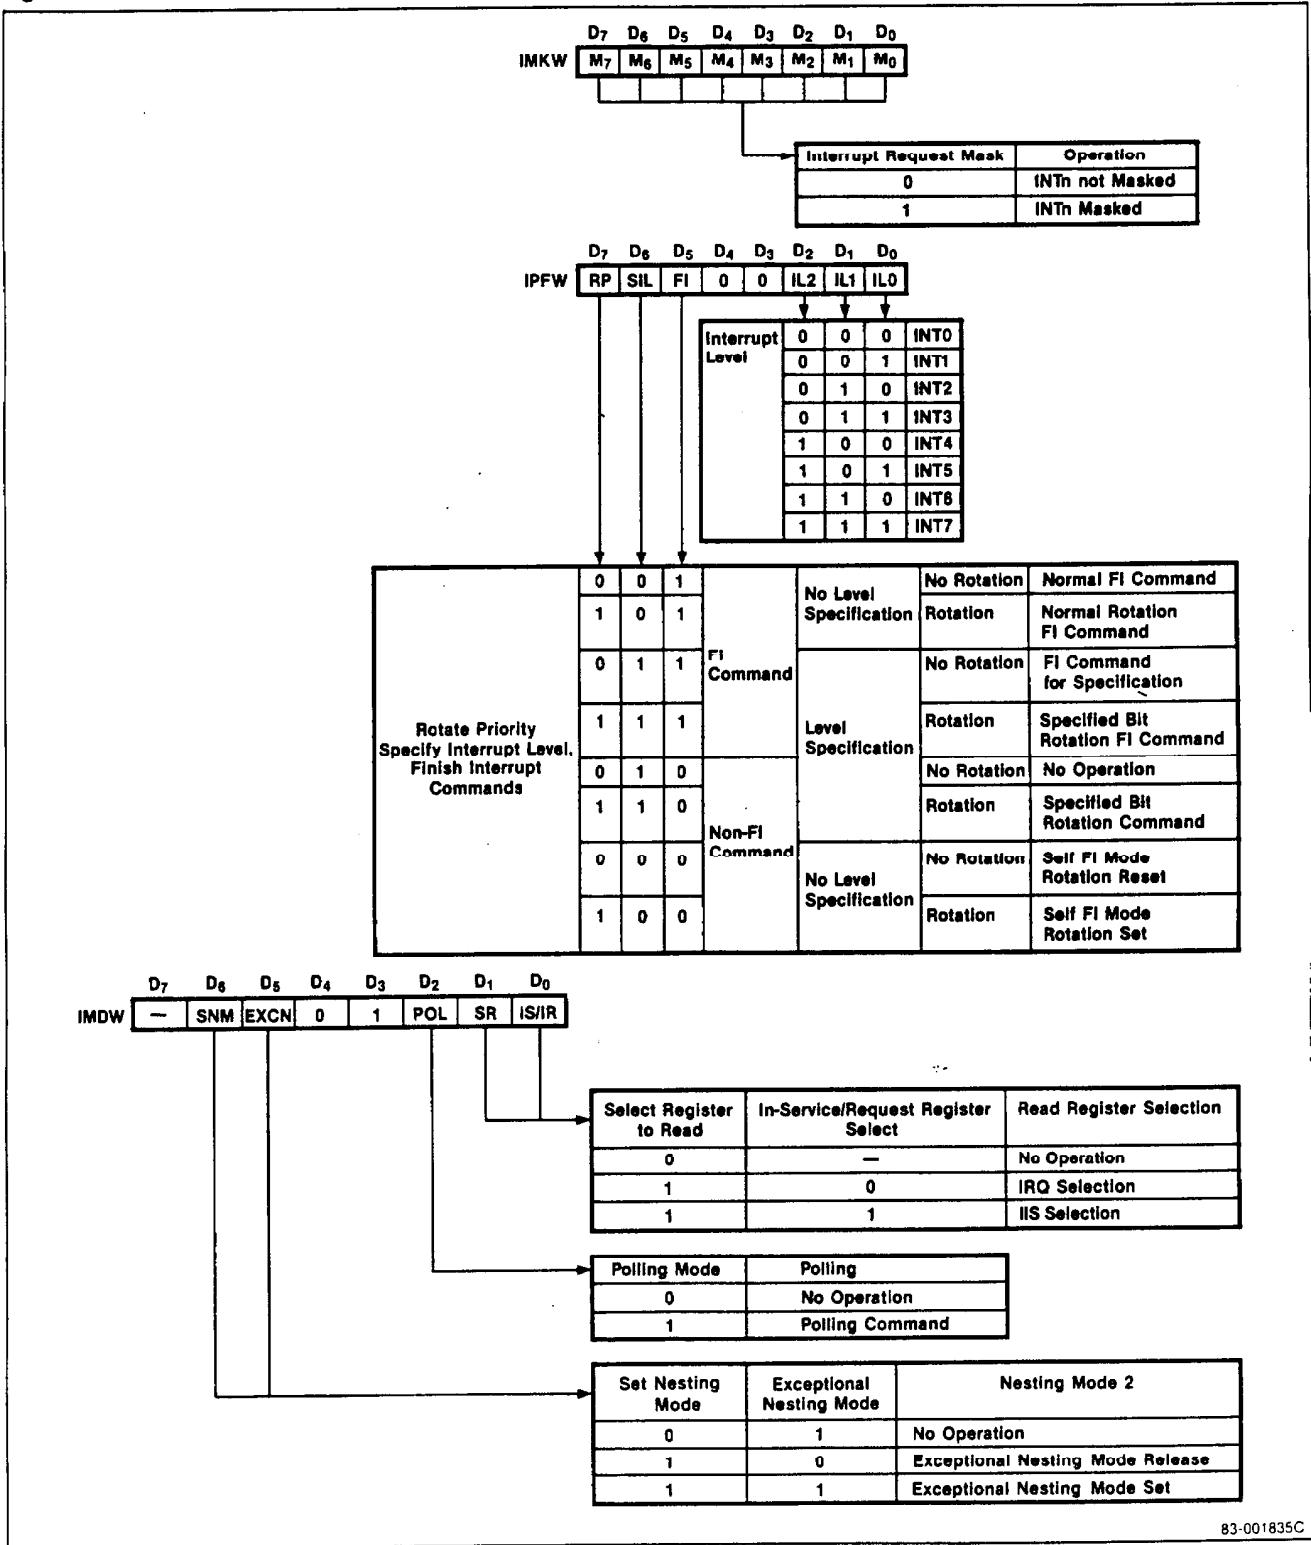 D7 D6 D5 D4 D3 D2 D1 D0
IMKW M7 M6 M5 M4 M3 M2 M1 M0
Interrupt Request Mask Operation
0 INTn not Masked
1 INTn Masked
D7 D6 D5 D4 D3 D2 D1 D0
IPFW RP SIL FI 0 0 IL2 IL1 IL0
Interrupt Level 0 0 0 INT0
0 0 1 INT1
0 1 0 INT2
0 1 1 INT3
1 0 0 INT4
1 0 1 INT5
1 1 0 INT6
1 1 1 INT7
Rotate Priority
Specify Interrupt Level,
Finish Interrupt
Commands
0 0 1 FI Command No Level Specification No Rotation Normal FI Command
1 0 1 Rotation Normal Rotation FI Command
0 1 1 Level Specification No Rotation FI Command for Specification
1 1 1 Rotation Specified Bit Rotation FI Command
0 1 0 Non-FI Command No Rotation No Operation
1 1 0 Rotation Specified Bit Rotation Command
0 0 0 No Level Specification No Rotation Self FI Mode Rotation Reset
1 0 0 Rotation Self FI Mode Rotation Set
D7 D6 D5 D4 D3 D2 D1 D0
IMDW — SNM EXCN 0 1 POL SR IS/IR
Select Register to Read In-Service/Request Register Select Read Register Selection
0 — No Operation
1 0 IRQ Selection
1 1 IIS Selection
Polling Mode Polling
0 No Operation
1 Polling Command
Set Nesting Mode Exceptional Nesting Mode Nesting Mode 2
0 1 No Operation
1 0 Exceptional Nesting Mode Release
1 1 Exceptional Nesting Mode Set
83-001835C